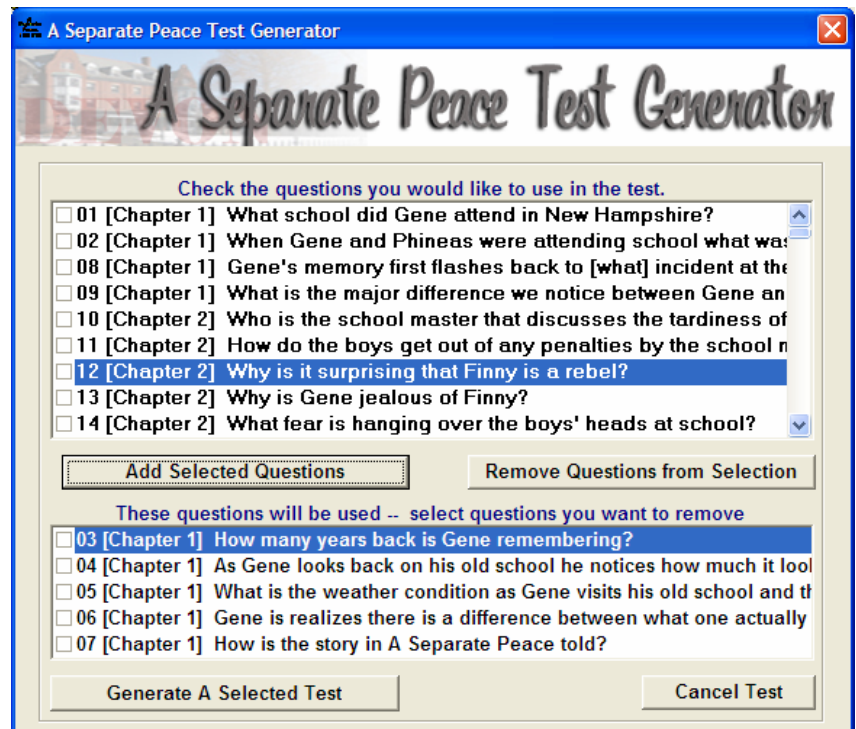 A Separate Peace Test Generator
A Separate Peace Test Generator
Check the questions you would like to use in the test.
01 [Chapter 1] What school did Gene attend in New Hampshire?
02 [Chapter 1] When Gene and Phineas were attending school what was
08 [Chapter 1] Gene's memory first flashes back to [what] incident at the
09 [Chapter 1] What is the major difference we notice between Gene an
10 [Chapter 2] Who is the school master that discusses the tardiness of
11 [Chapter 2] How do the boys get out of any penalties by the school
12 [Chapter 2] Why is it surprising that Finny is a rebel?
13 [Chapter 2] Why is Gene jealous of Finny?
14 [Chapter 2] What fear is hanging over the boys' heads at school?
Add Selected Questions
Remove Questions from Selection
These questions will be used -- select questions you want to remove
03 [Chapter 1] How many years back is Gene remembering?
04 [Chapter 1] As Gene looks back on his old school he notices how much it
05 [Chapter 1] What is the weather condition as Gene visits his old school and
06 [Chapter 1] Gene is realizes there is a difference between what one actually
07 [Chapter 1] How is the story in A Separate Peace told?
Generate A Selected Test
Cancel Test